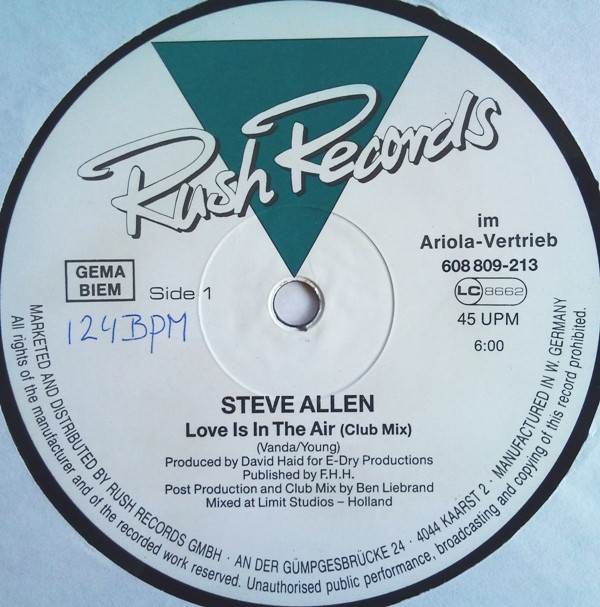 Rush Records
im
Ariola-Vertrieb
608 809-213
LC 8662
45 UPM
6:00
GEMA
BIEM
Side 1
124BPM
STEVE ALLEN
Love Is In The Air (Club Mix)
(Vanda/Young)
Produced by David Haid for E-Dry Productions
Published by F.H.H.
Post Production and Club Mix by Ben Liebrand
Mixed at Limit Studios – Holland
MARKETED AND DISTRIBUTED BY RUSH RECORDS GMBH · AN DER GÜMPGESBRÜCKE 24 · 4044 KAARST 2 · MANUFACTURED IN W. GERMANY
All rights of the manufacturer and of the recorded work reserved. Unauthorised public performance, broadcasting and copying of this record prohibited.